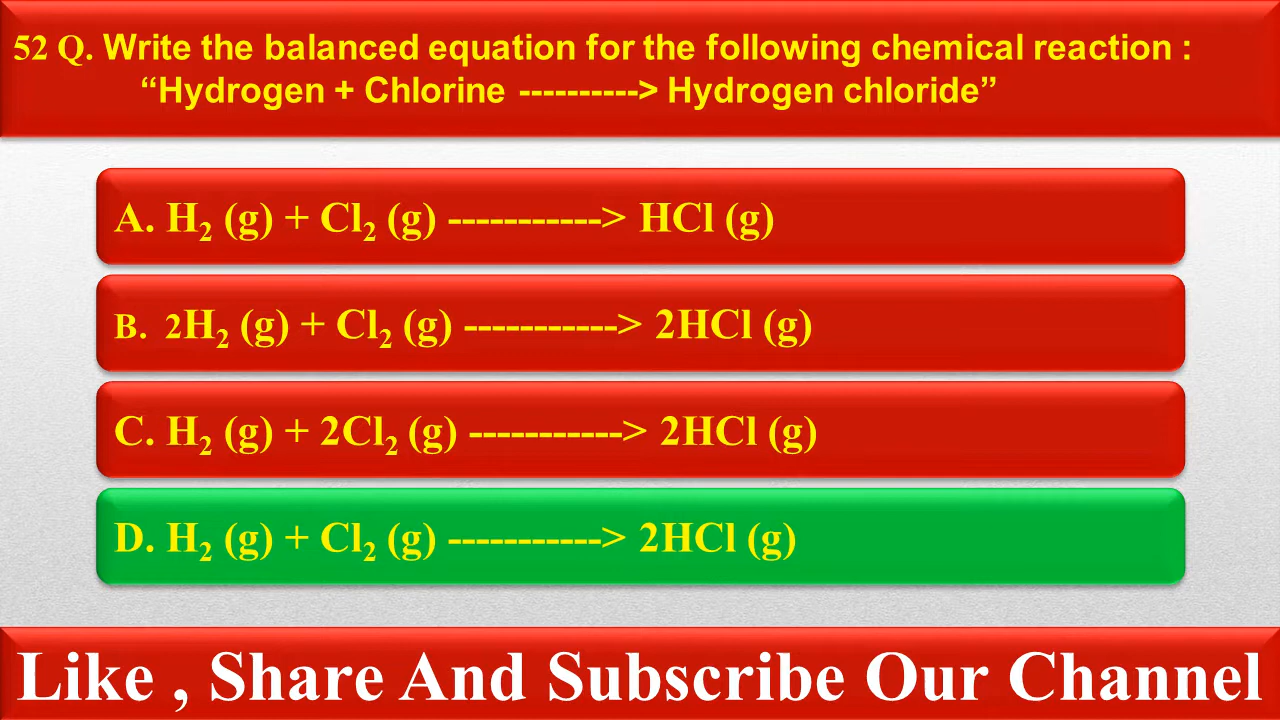 52 Q. Write the balanced equation for the following chemical reaction :
“Hydrogen + Chlorine ----------> Hydrogen chloride”
A. H₂ (g) + Cl₂ (g) -----------> HCl (g)
B. 2H₂ (g) + Cl₂ (g) -----------> 2HCl (g)
C. H₂ (g) + 2Cl₂ (g) -----------> 2HCl (g)
D. H₂ (g) + Cl₂ (g) -----------> 2HCl (g)
Like , Share And Subscribe Our Channel